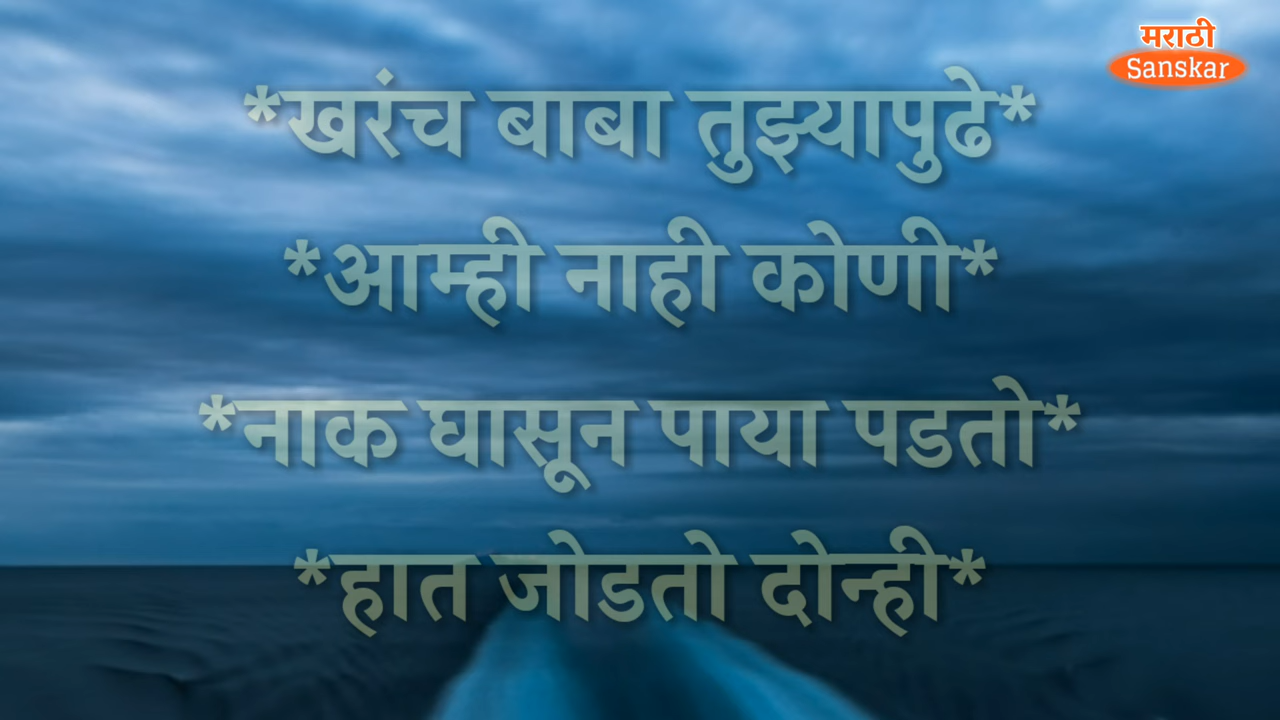 मराठी
Sanskar
*खरंच बाबा तुझ्यापुढे*
*आम्ही नाही कोणी*
*नाक घासून पाया पडतो*
*हात जोडतो दोन्ही*